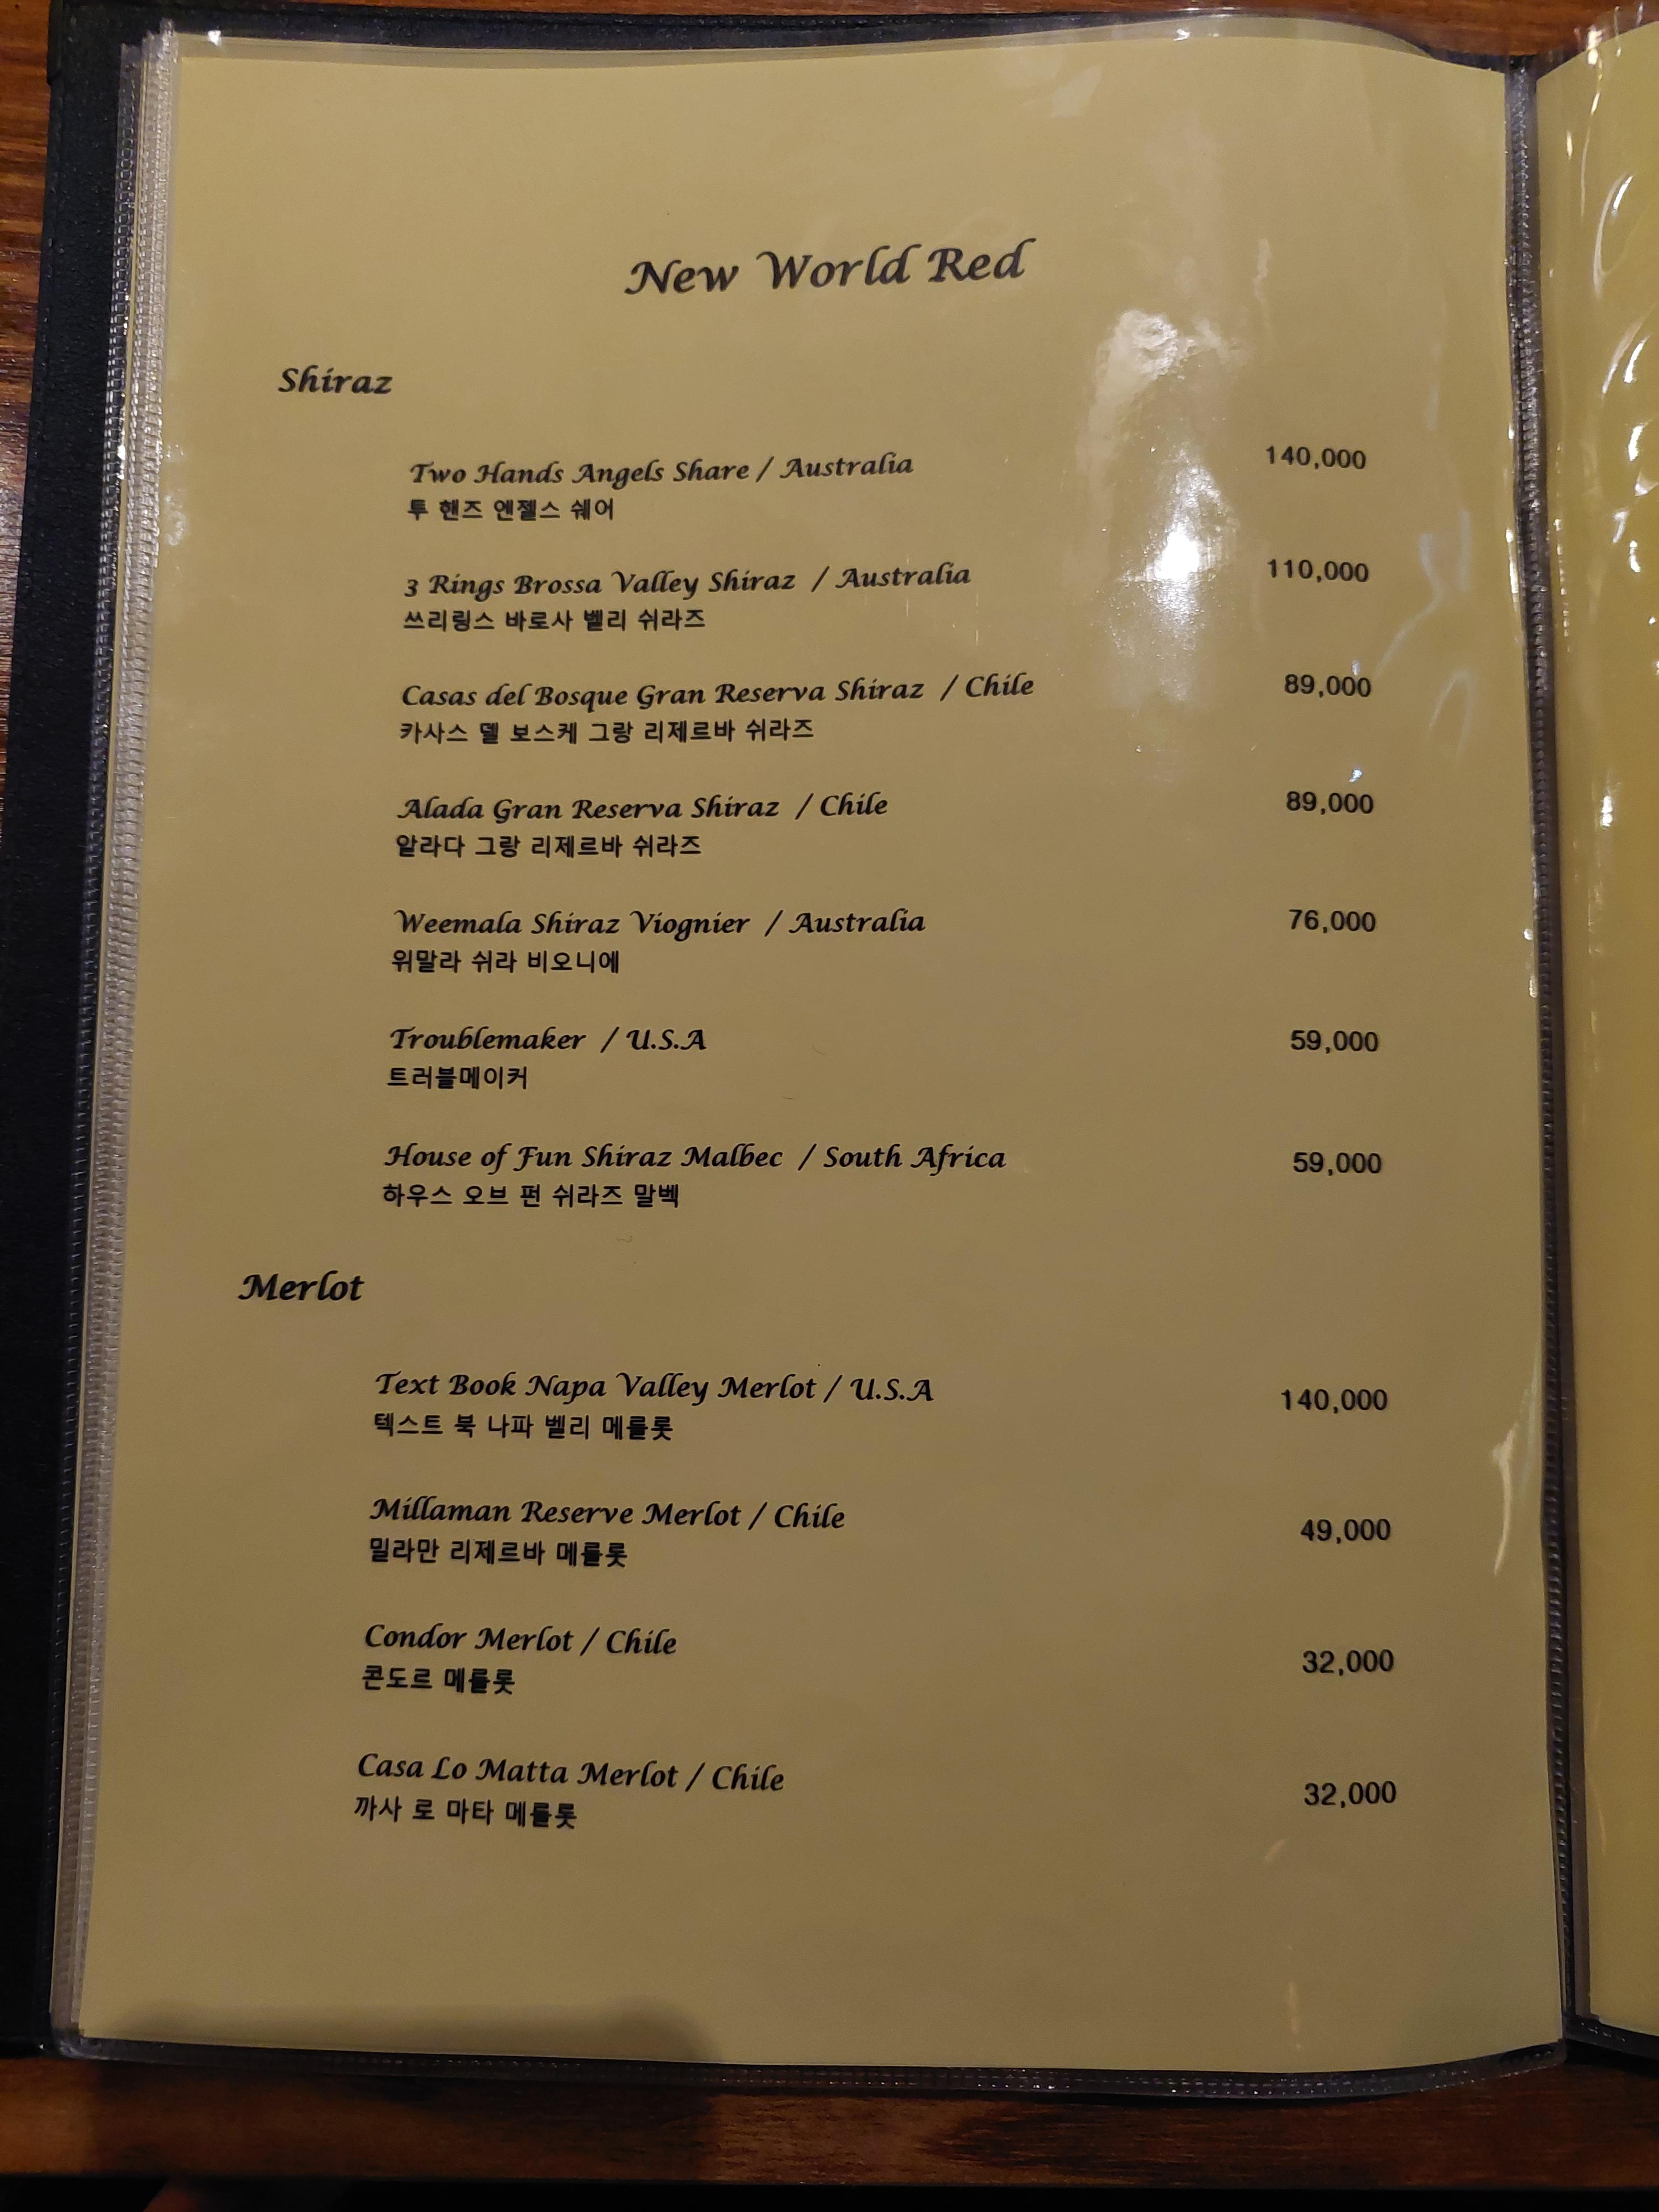 New World Red
Shiraz
Two Hands Angels Share / Australia 140,000
투 핸즈 엔젤스 쉐어
3 Rings Brossa Valley Shiraz / Australia 110,000
쓰리링스 바로사 벨리 쉬라즈
Casas del Bosque Gran Reserva Shiraz / Chile 89,000
카사스 델 보스케 그랑 리제르바 쉬라즈
Alada Gran Reserva Shiraz / Chile 89,000
알라다 그랑 리제르바 쉬라즈
Weemala Shiraz Viognier / Australia 76,000
위말라 쉬라 비오니에
Troublemaker / U.S.A 59,000
트러블메이커
House of Fun Shiraz Malbec / South Africa 59,000
하우스 오브 펀 쉬라즈 말벡
Merlot
Text Book Napa Valley Merlot / U.S.A 140,000
텍스트 북 나파 벨리 메를롯
Millaman Reserve Merlot / Chile 49,000
밀라만 리제르바 메를롯
Condor Merlot / Chile 32,000
콘도르 메를롯
Casa Lo Matta Merlot / Chile 32,000
까사 로 마타 메를롯